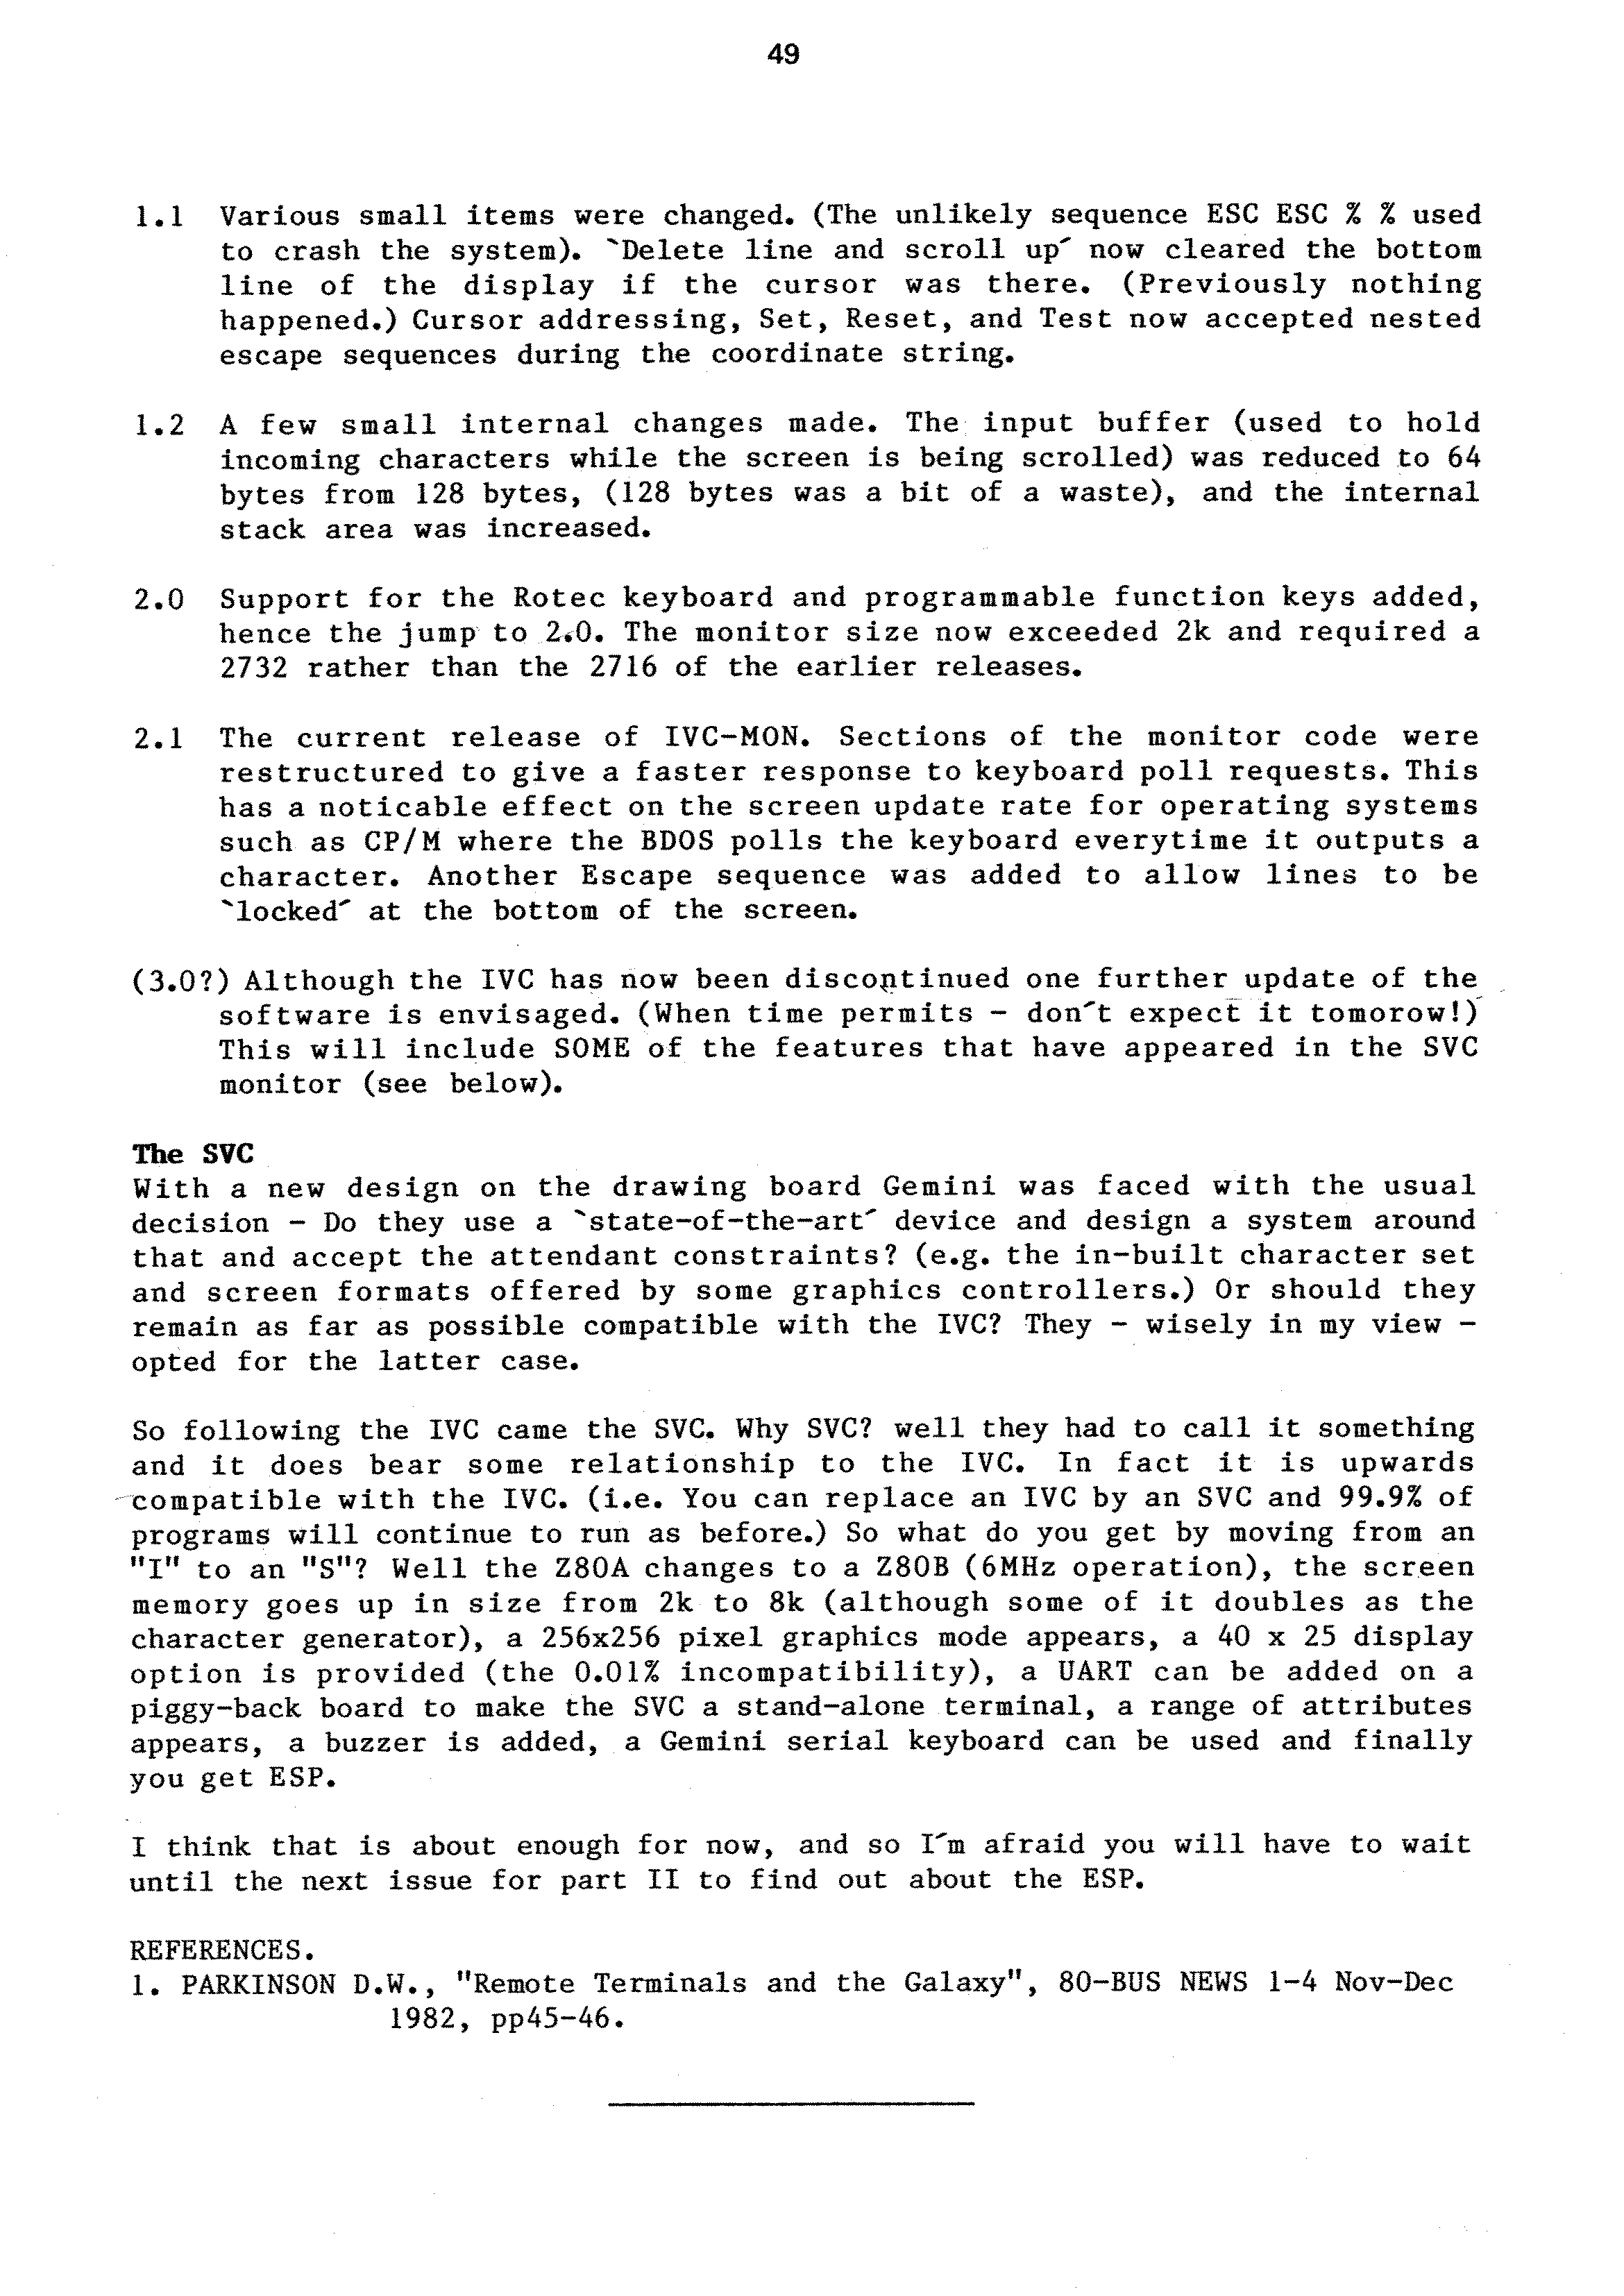 49
1.1 Various small items were changed. (The unlikely sequence ESC ESC % % used
to crash the system). `Delete line and scroll up´ now cleared the bottom
line of the display if the cursor was there. (Previously nothing
happened.) Cursor addressing, Set, Reset, and Test now accepted nested
escape sequences during the coordinate string.
1.2 A few small internal changes made. The input buffer (used to hold
incoming characters while the screen is being scrolled) was reduced to 64
bytes from 128 bytes, (128 bytes was a bit of a waste), and the internal
stack area was increased.
2.0 Support for the Rotec keyboard and programmable function keys added,
hence the jump to 2.0. The monitor size now exceeded 2k and required a
2732 rather than the 2716 of the earlier releases.
2.1 The current release of IVC-MON. Sections of the monitor code were
restructured to give a faster response to keyboard poll requests. This
has a noticable effect on the screen update rate for operating systems
such as CP/M where the BDOS polls the keyboard everytime it outputs a
character. Another Escape sequence was added to allow lines to be
`locked´ at the bottom of the screen.
(3.0?) Although the IVC has now been discontinued one further update of the
software is envisaged. (When time permits - don´t expect it tomorow!)
This will include SOME of the features that have appeared in the SVC
monitor (see below).
The SVC
With a new design on the drawing board Gemini was faced with the usual
decision - Do they use a `state-of-the-art´ device and design a system around
that and accept the attendant constraints? (e.g. the in-built character set
and screen formats offered by some graphics controllers.) Or should they
remain as far as possible compatible with the IVC? They - wisely in my view -
opted for the latter case.
So following the IVC came the SVC. Why SVC? well they had to call it something
and it does bear some relationship to the IVC. In fact it is upwards
compatible with the IVC. (i.e. You can replace an IVC by an SVC and 99.9% of
programs will continue to run as before.) So what do you get by moving from an
"I" to an "S"? Well the Z80A changes to a Z80B (6MHz operation), the screen
memory goes up in size from 2k to 8k (although some of it doubles as the
character generator), a 256x256 pixel graphics mode appears, a 40 x 25 display
option is provided (the 0.01% incompatibility), a UART can be added on a
piggy-back board to make the SVC a stand-alone terminal, a range of attributes
appears, a buzzer is added, a Gemini serial keyboard can be used and finally
you get ESP.
I think that is about enough for now, and so I´m afraid you will have to wait
until the next issue for part II to find out about the ESP.
REFERENCES.
1. PARKINSON D.W., "Remote Terminals and the Galaxy", 80-BUS NEWS 1-4 Nov-Dec
1982, pp45-46.